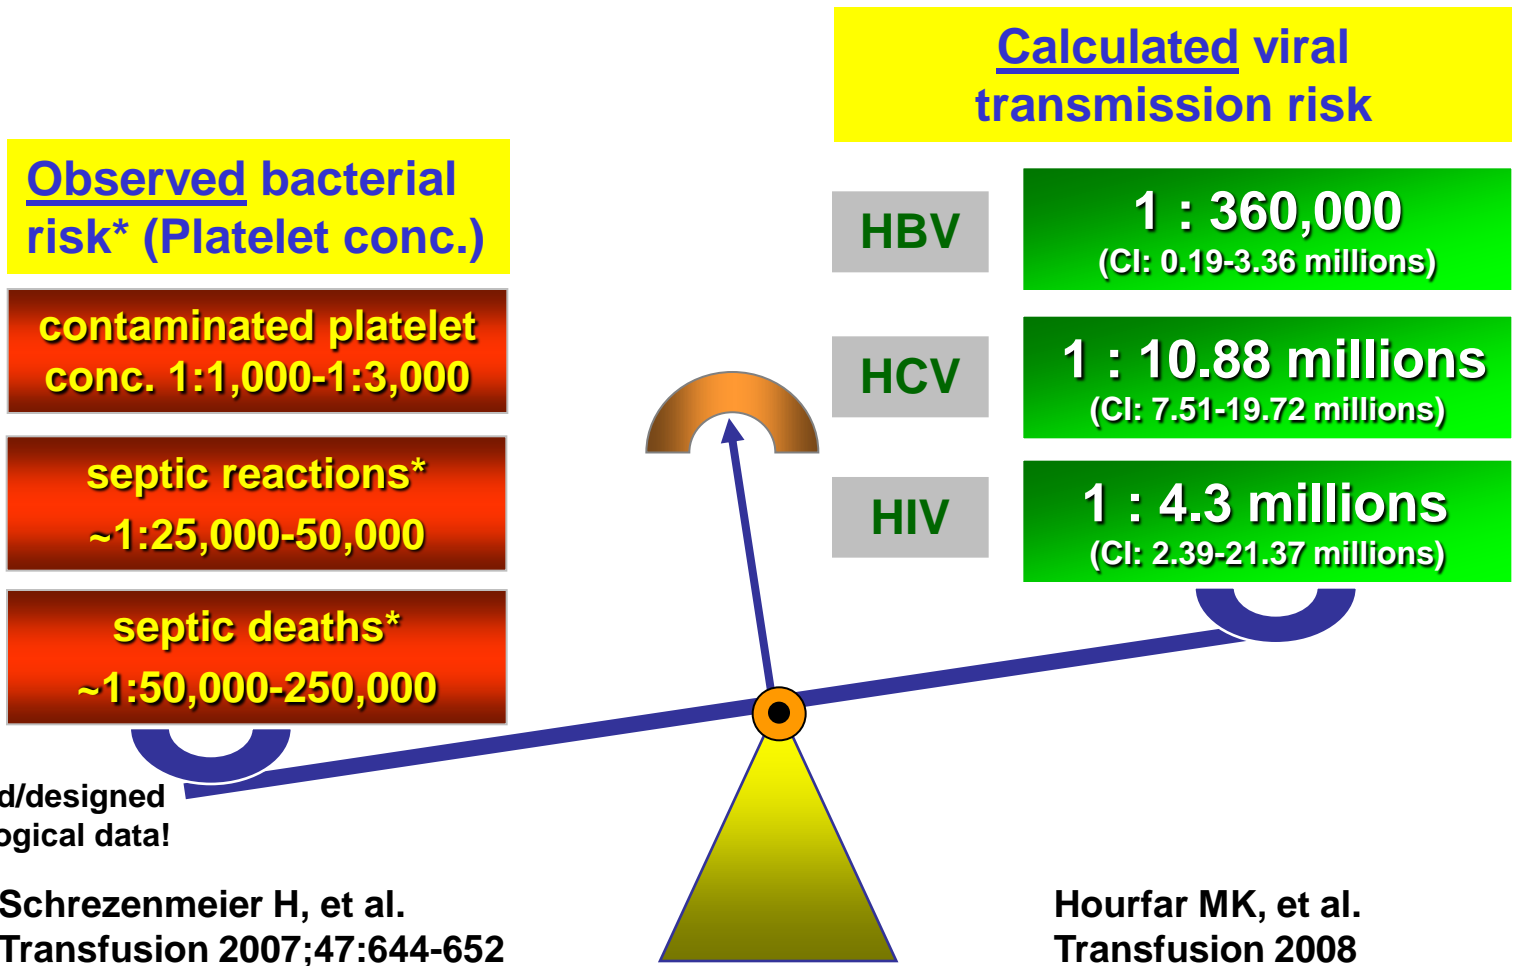 Calculated viral
transmission risk
Observed bacterial
risk* (Platelet conc.)
contaminated platelet
conc. 1:1,000-1:3,000
septic reactions*
~1:25,000-50,000
septic deaths*
~1:50,000-250,000
HBV
1 : 360,000
(CI: 0.19-3.36 millions)
HCV
1 : 10.88 millions
(CI: 7.51-19.72 millions)
HIV
1 : 4.3 millions
(CI: 2.39-21.37 millions)
d/designed
ogical data!
Schrezenmeier H, et al.
Transfusion 2007;47:644-652
Hourfar MK, et al.
Transfusion 2008